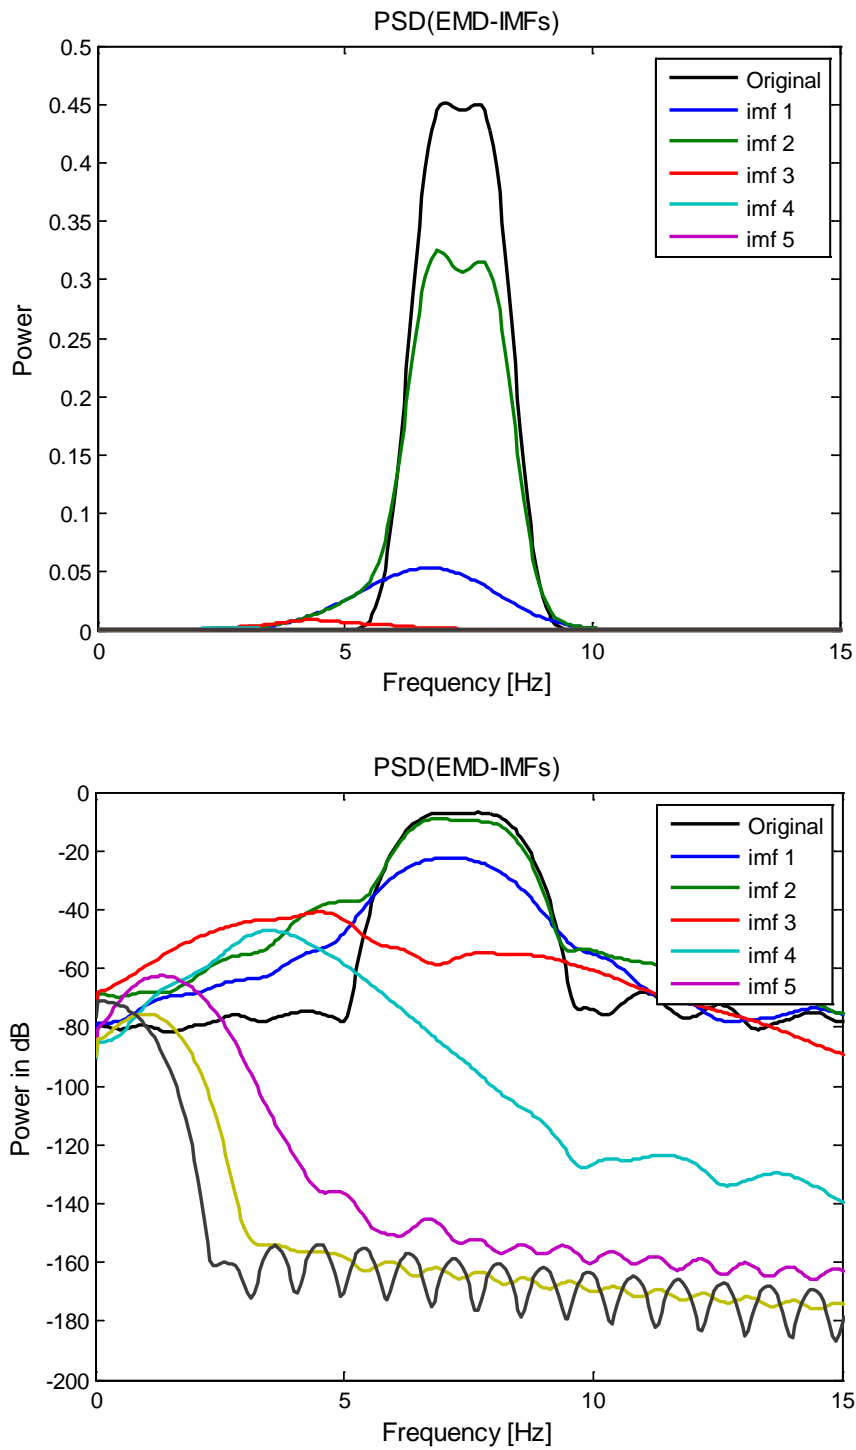 PSD(EMD-IMFs)
0.5
0.45
0.4
0.35
0.3
0.25
0.2
0.15
0.1
0.05
0
Power
Original
imf 1
imf 2
imf 3
imf 4
imf 5
0
5
10
15
Frequency [Hz]
PSD(EMD-IMFs)
0
-20
-40
-60
-80
-100
-120
-140
-160
-180
-200
Power in dB
Original
imf 1
imf 2
imf 3
imf 4
imf 5
0
5
10
15
Frequency [Hz]